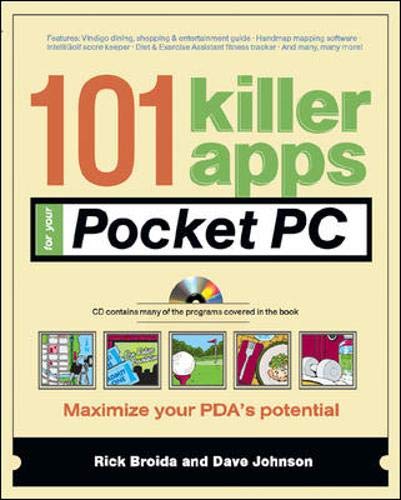 Features: Vindigo dining, shopping & entertainment guide · Handmap mapping software ·
IntelliGolf score keeper · Diet & Exercise Assistant fitness tracker · And many, many more!
101 killer
apps
for your
Pocket PC
CD contains many of the programs covered in the book
ADMIT
ONE
Maximize your PDA's potential
Rick Broida and Dave Johnson